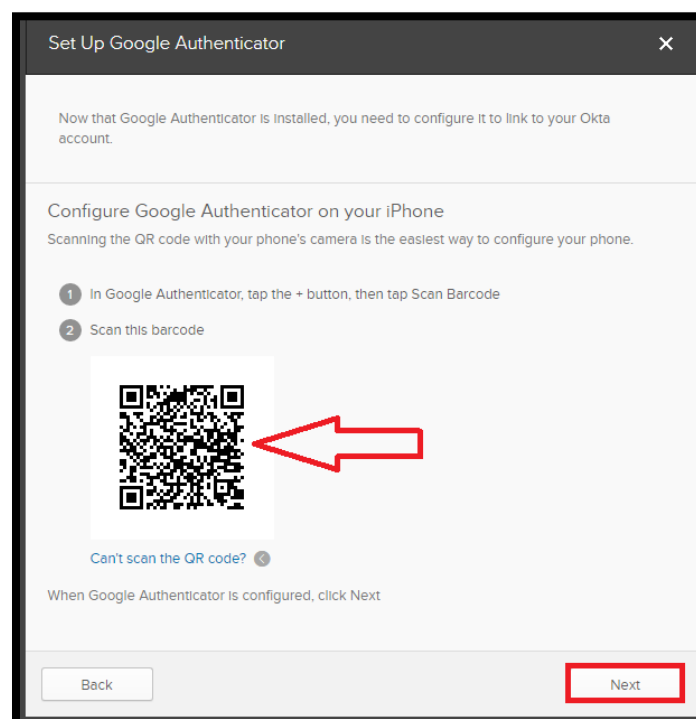 Set Up Google Authenticator
Now that Google Authenticator is installed, you need to configure it to link to your Okta
account.
Configure Google Authenticator on your iPhone
Scanning the QR code with your phone's camera is the easiest way to configure your phone.
1 In Google Authenticator, tap the + button, then tap Scan Barcode
2 Scan this barcode
Can't scan the QR code?
When Google Authenticator is configured, click Next
Back
Next